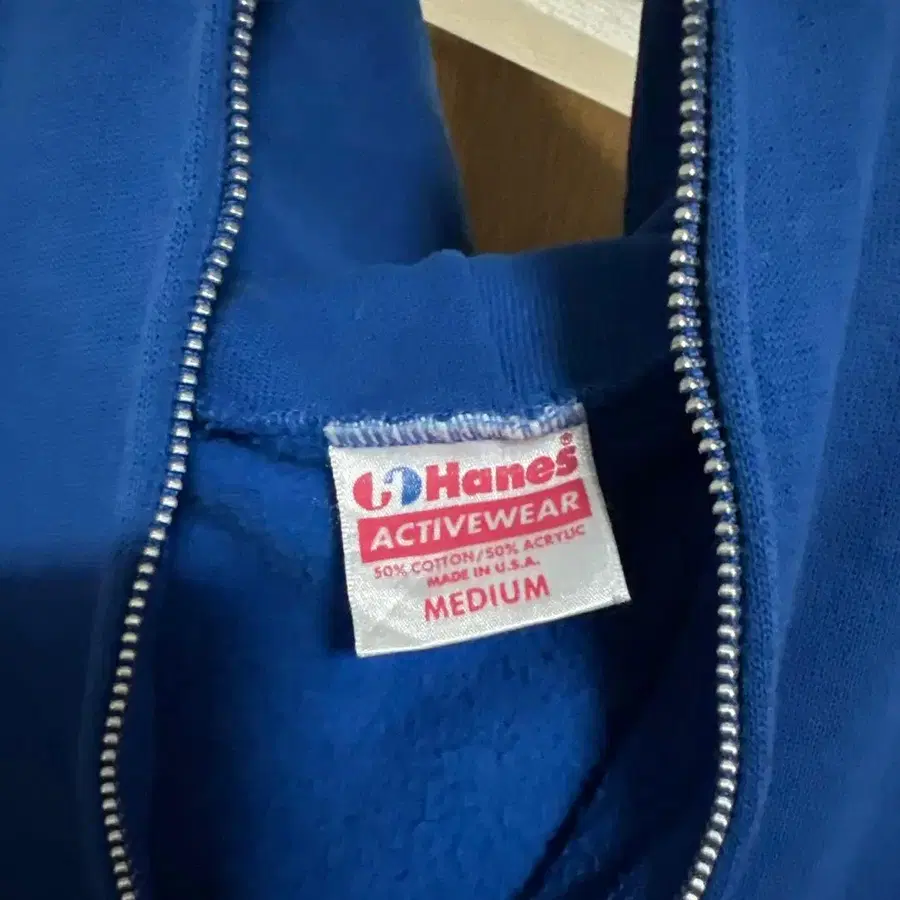 Hanes®
ACTIVEWEAR
50% COTTON/50% ACRYLIC
MADE IN U.S.A.
MEDIUM